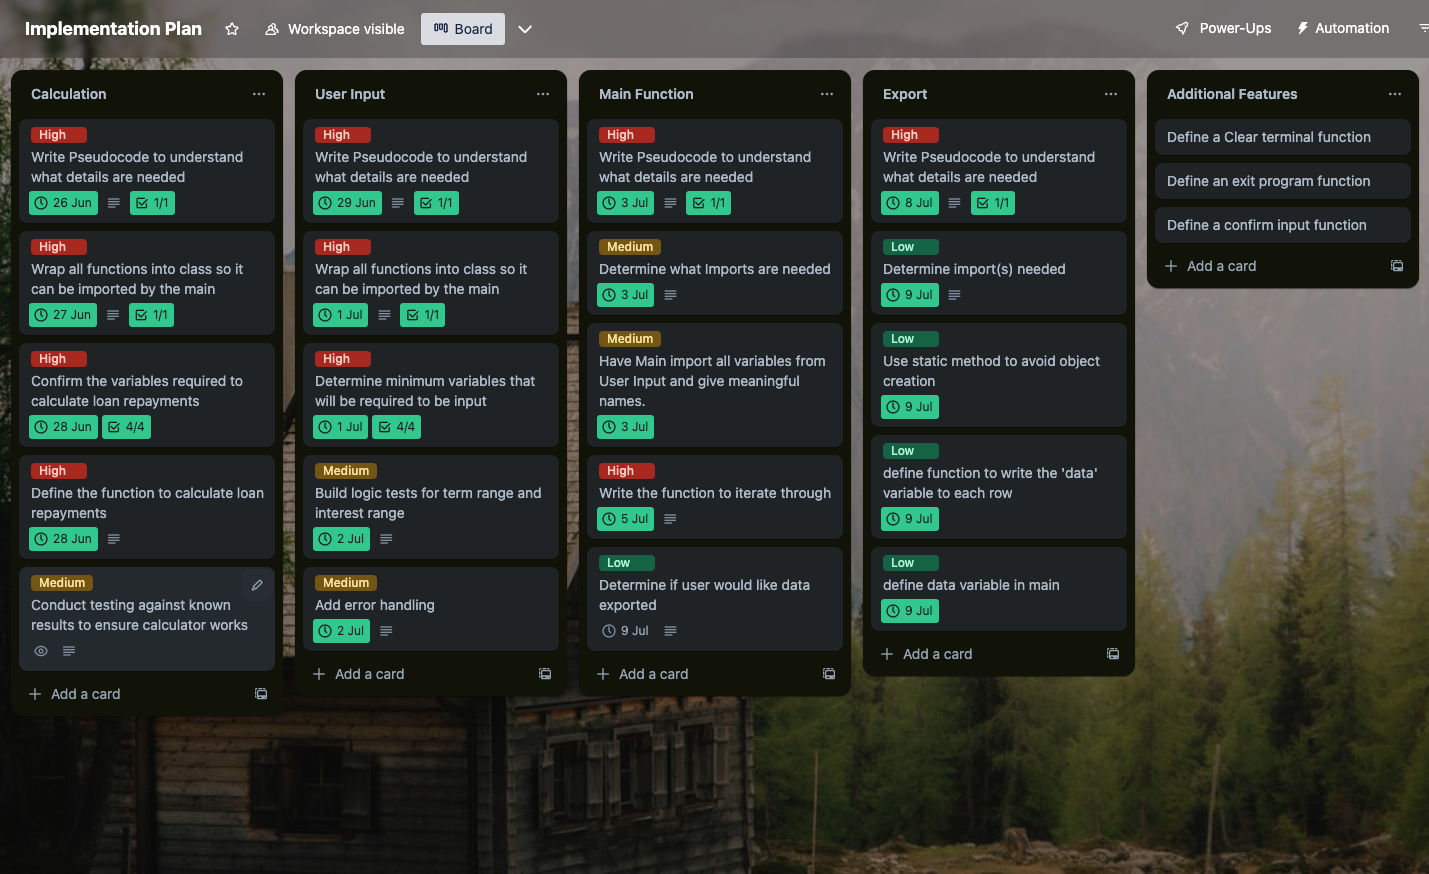 Implementation Plan
Workspace visible
Board
Power-Ups
Automation
Calculation
High
Write Pseudocode to understand
what details are needed
26 Jun
1/1
High
Wrap all functions into class so it
can be imported by the main
27 Jun
1/1
High
Confirm the variables required to
calculate loan repayments
28 Jun
4/4
High
Define the function to calculate loan
repayments
28 Jun
Medium
Conduct testing against known
results to ensure calculator works
Add a card
User Input
High
Write Pseudocode to understand
what details are needed
29 Jun
1/1
High
Wrap all functions into class so it
can be imported by the main
1 Jul
1/1
High
Determine minimum variables that
will be required to be input
1 Jul
4/4
Medium
Build logic tests for term range and
interest range
2 Jul
Medium
Add error handling
2 Jul
Add a card
Main Function
High
Write Pseudocode to understand
what details are needed
3 Jul
1/1
Medium
Determine what Imports are needed
3 Jul
Medium
Have Main import all variables from
User Input and give meaningful
names.
3 Jul
High
Write the function to iterate through
5 Jul
Low
Determine if user would like data
exported
9 Jul
Add a card
Export
High
Write Pseudocode to understand
what details are needed
8 Jul
1/1
Low
Determine import(s) needed
9 Jul
Low
Use static method to avoid object
creation
9 Jul
Low
define function to write the 'data'
variable to each row
9 Jul
Low
define data variable in main
9 Jul
Add a card
Additional Features
Define a Clear terminal function
Define an exit program function
Define a confirm input function
Add a card